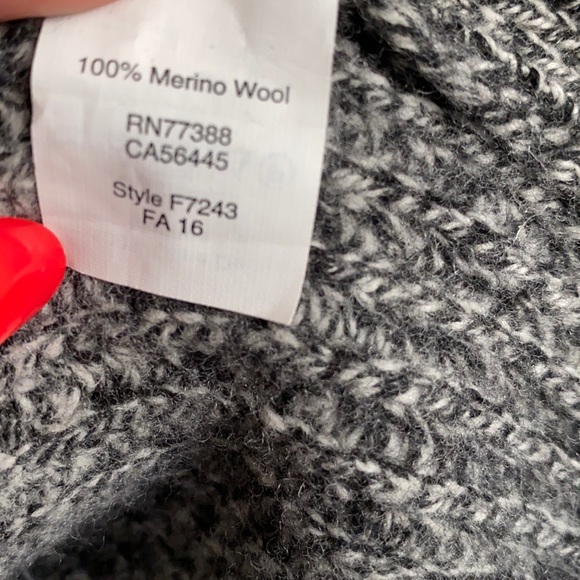 100% Merino Wool
RN77388
CA56445
Style F7243
FA 16